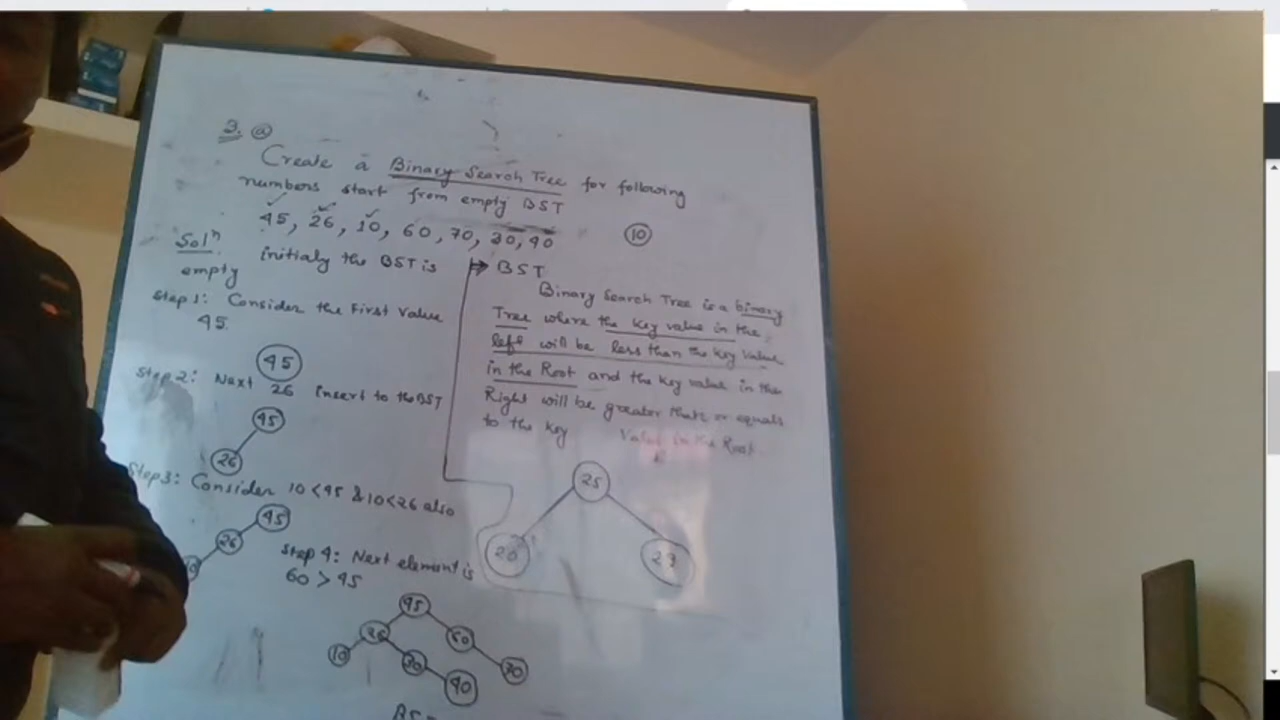 3. a
Create a Binary Search Tree for following
numbers start from empty BST
45, 26, 10, 60, 70, 30, 40
10
Solⁿ initialy the BST is
empty
Step 1: Consider the First Value
45.
45
Step 2: Next 26 insert to the BST
45
26
Step 3: Consider 10 < 45 & 10 < 26 also
45
26
Step 4: Next element is
60 > 45
45
26
60
10
30
70
40
BST
Binary Search Tree is a binary
Tree where the key value in the
left will be less than the key value
in the Root and the key value in the
Right will be greater than or equals
to the key Value in the Root
25
20
27